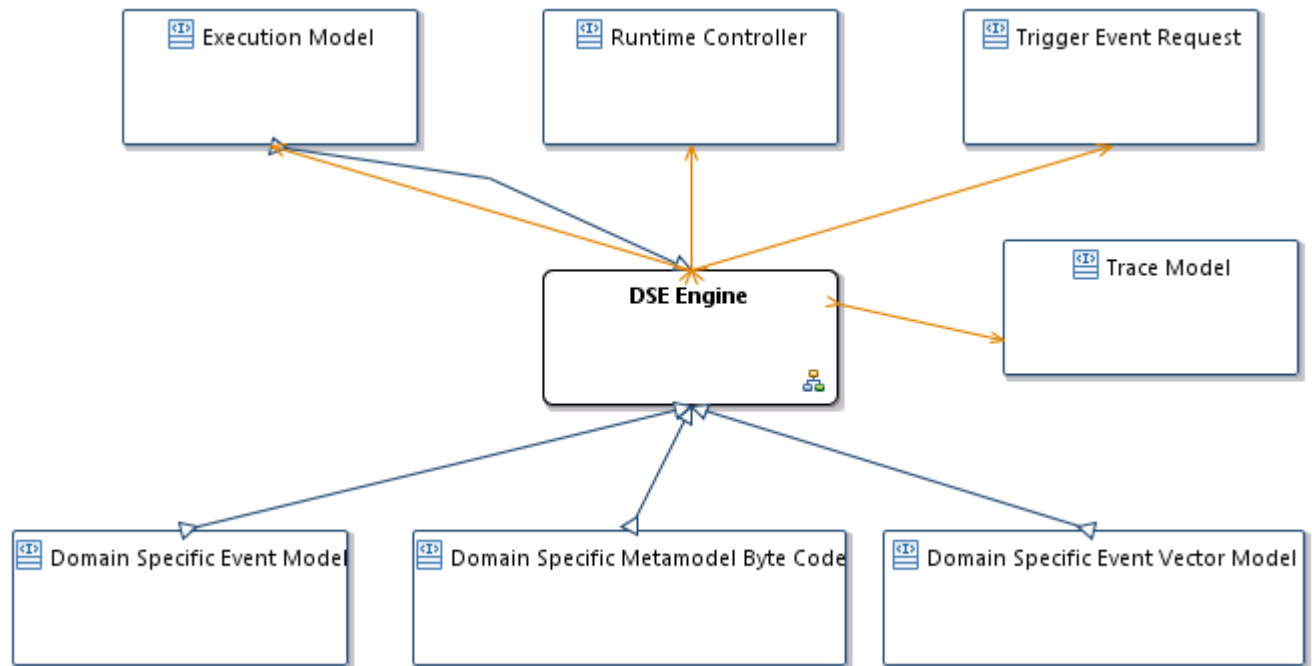 Execution Model
Runtime Controller
Trigger Event Request
Trace Model
DSE Engine
Domain Specific Event Model
Domain Specific Metamodel Byte Code
Domain Specific Event Vector Model